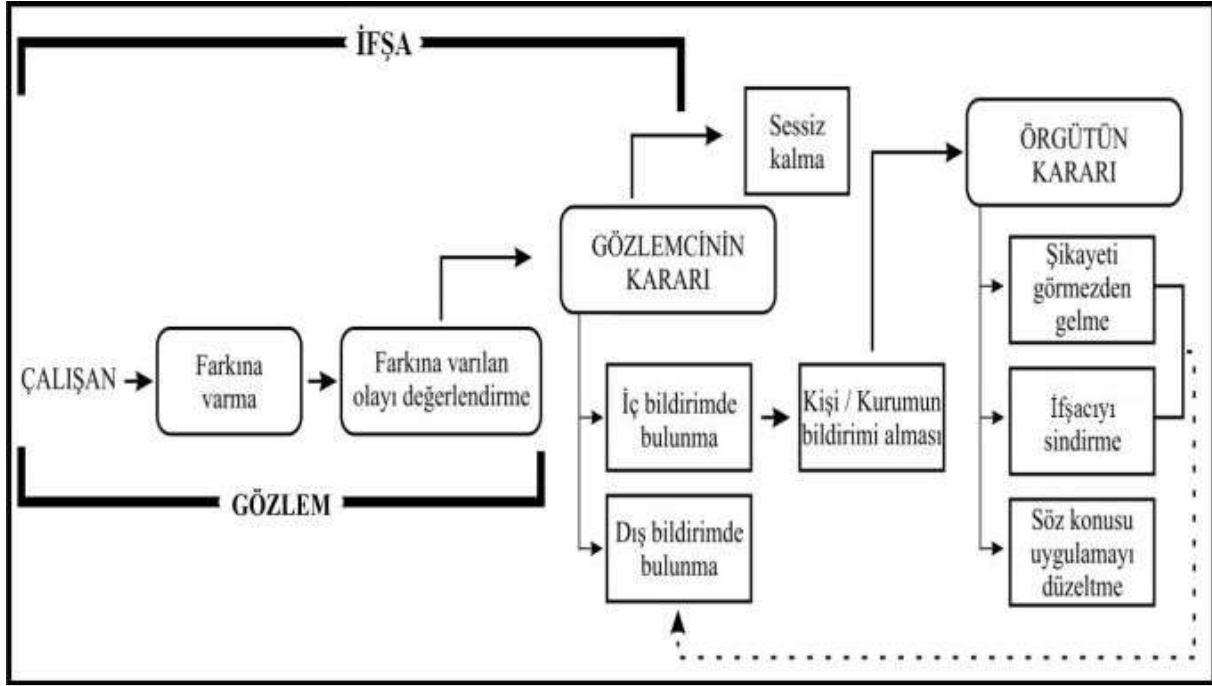 İFŞA
Sessiz
kalma
ÖRGÜTÜN
KARARI
GÖZLEMCİNİN
KARARI
Şikayeti
görmezden
gelme
ÇALIŞAN
Farkına
varma
Farkına varılan
olayı değerlendirme
İç bildirimde
bulunma
Kişi / Kurumun
bildirimi alması
İfşacıyı
sindirme
GÖZLEM
Dış bildirimde
bulunma
Söz konusu
uygulamayı
düzeltme